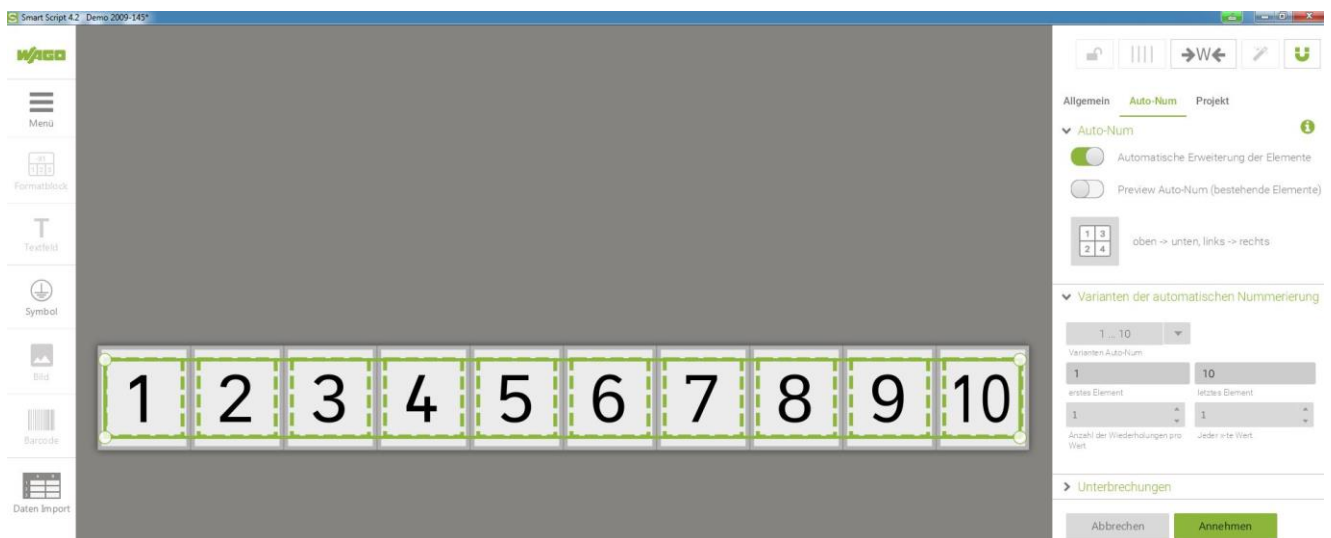 Smart Script 4.2 Demo 2009-145*
WAGO
Menü
Formatblock
Textfeld
Symbol
Bild
Barcode
Daten Import
1 2 3 4 5 6 7 8 9 10
W
Allgemein Auto-Num Projekt
Auto-Num
Automatische Erweiterung der Elemente
Preview Auto-Num (bestehende Elemente)
1 3
2 4
oben -> unten, links -> rechts
Varianten der automatischen Nummerierung
1 ... 10
Varianten Auto-Num
1 10
erstes Element letztes Element
1 1
Anzahl der Wiederholungen pro Jeder n-te Wert
Wert
Unterbrechungen
Abbrechen Annehmen